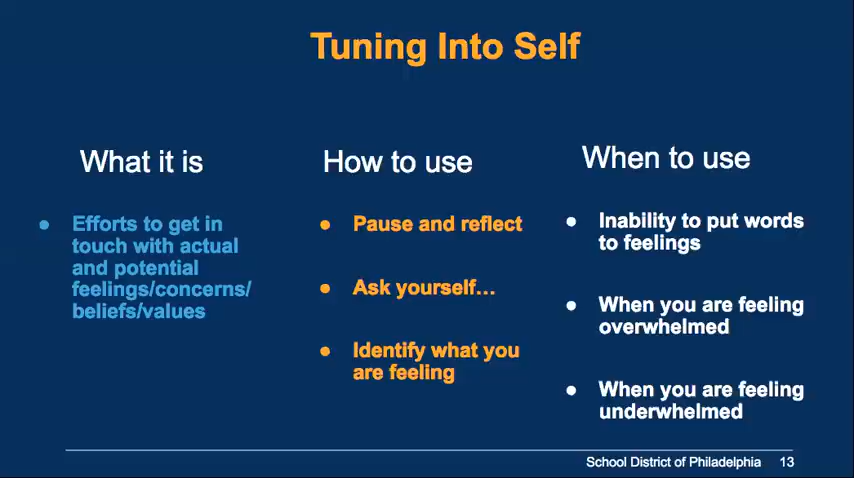 Tuning Into Self
What it is
● Efforts to get in
touch with actual
and potential
feelings/concerns/
beliefs/values
How to use
● Pause and reflect
● Ask yourself…
● Identify what you
are feeling
When to use
● Inability to put words
to feelings
● When you are feeling
overwhelmed
● When you are feeling
underwhelmed
School District of Philadelphia 13